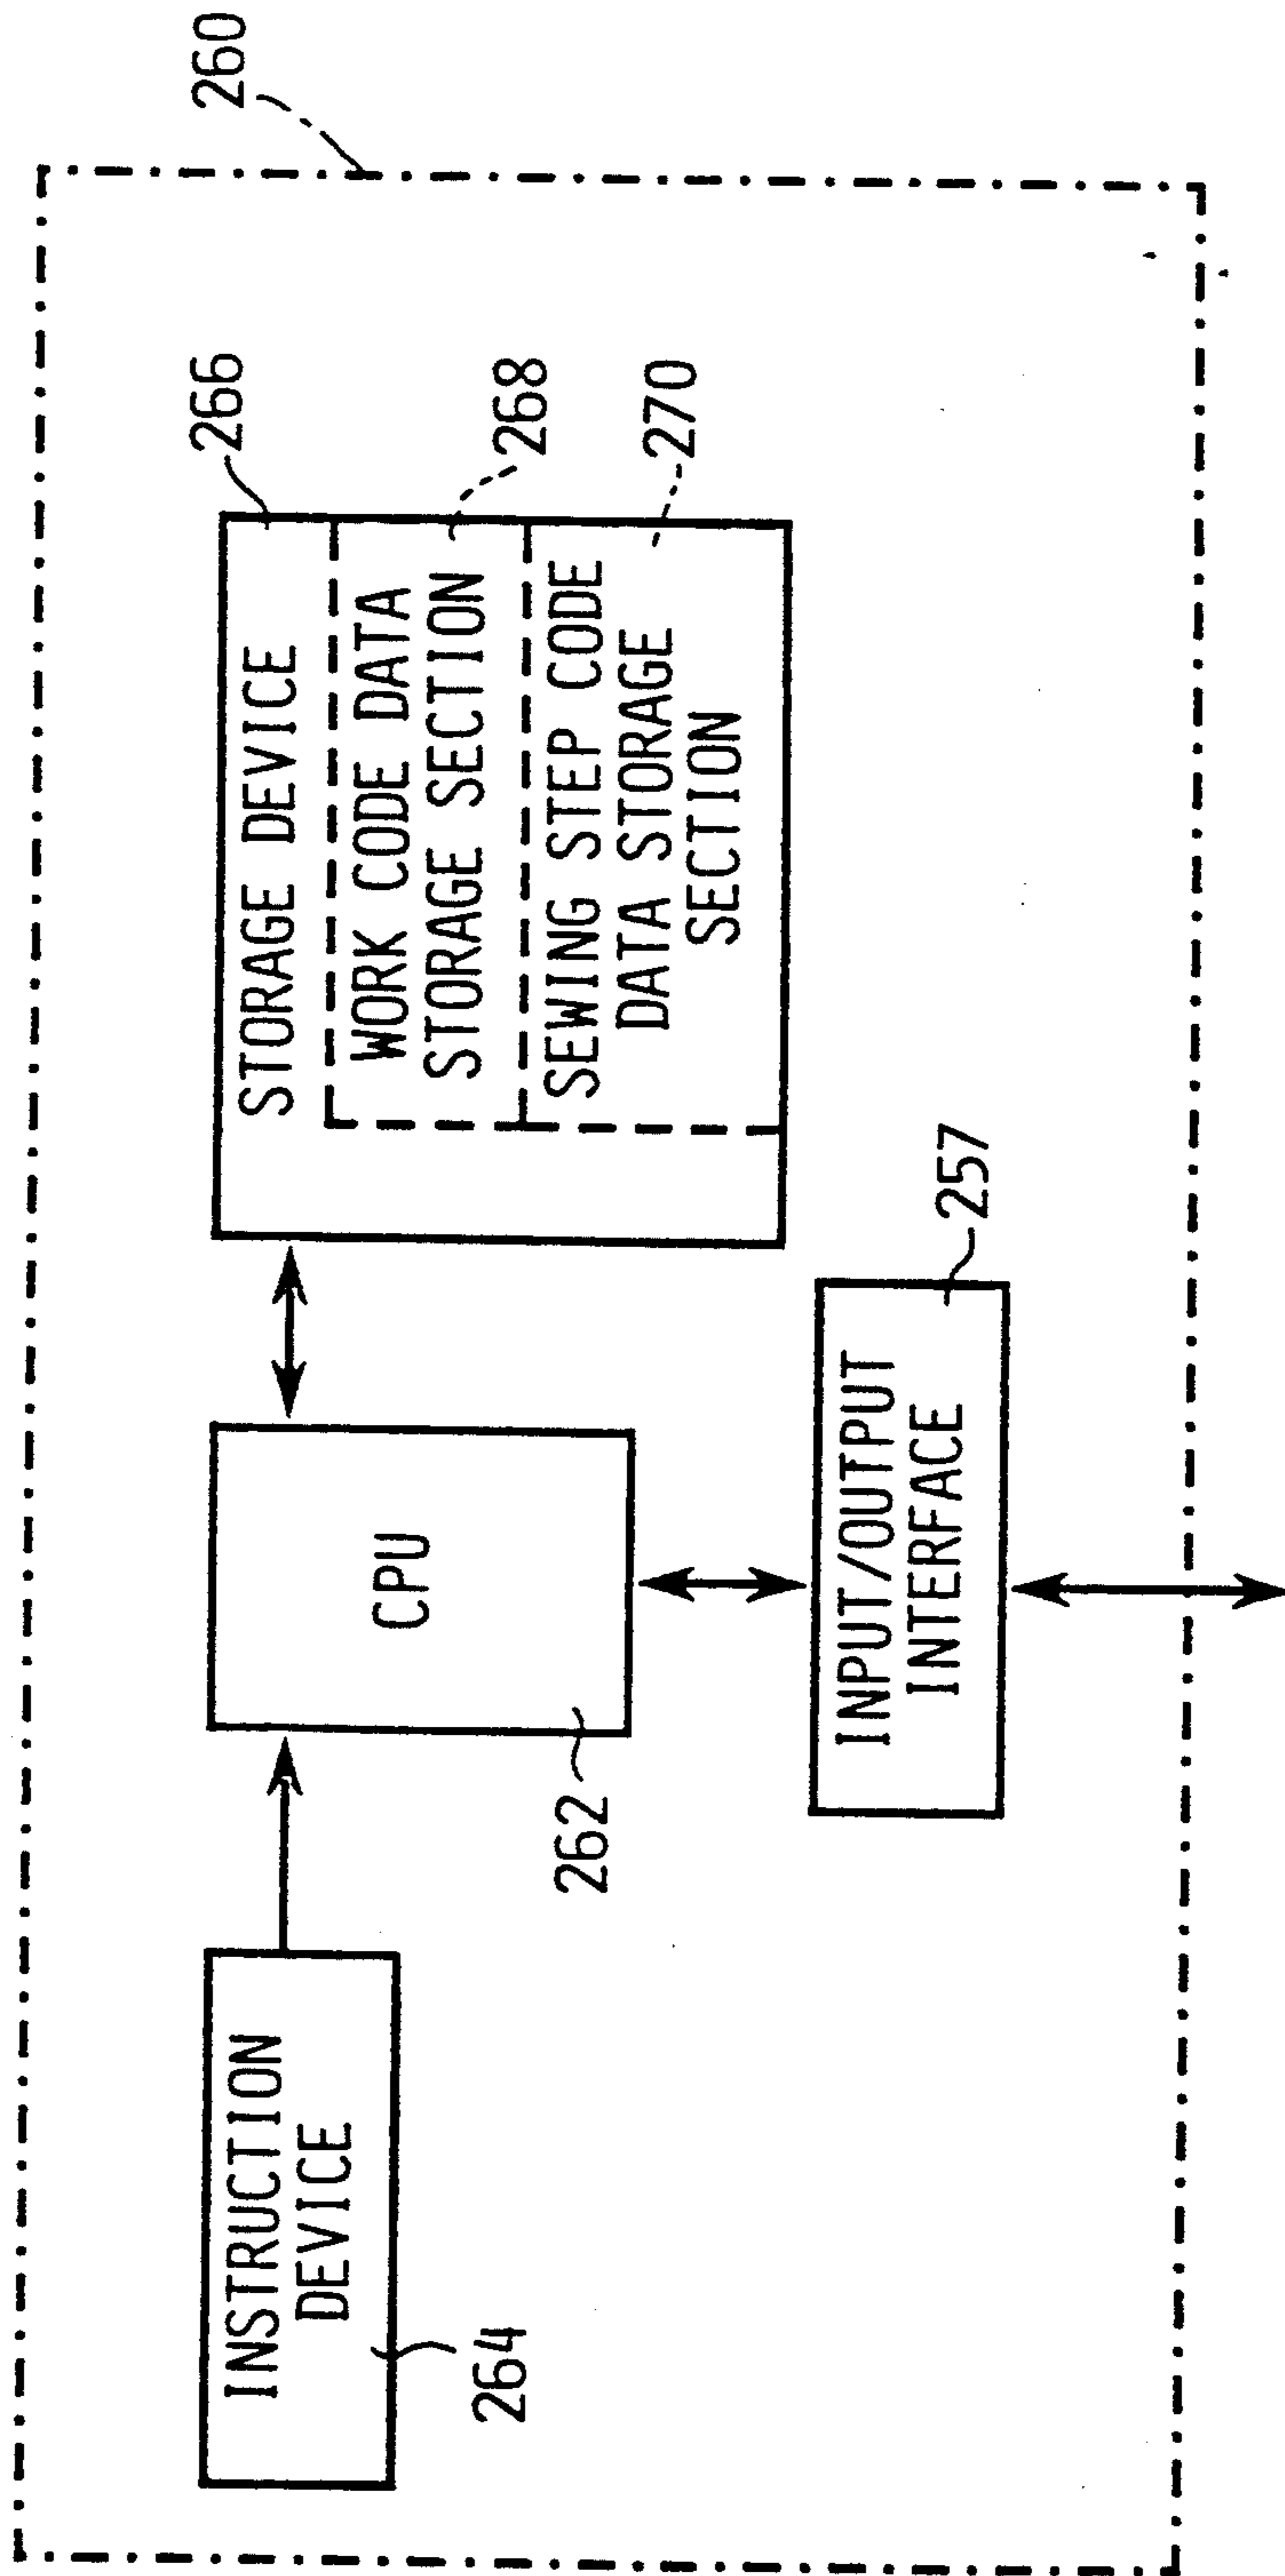 260
266
STORAGE DEVICE
WORK CODE DATA
STORAGE SECTION
268
SEWING STEP CODE
DATA STORAGE
SECTION
270
INSTRUCTION
DEVICE
264
CPU
262
INPUT/OUTPUT
INTERFACE
257